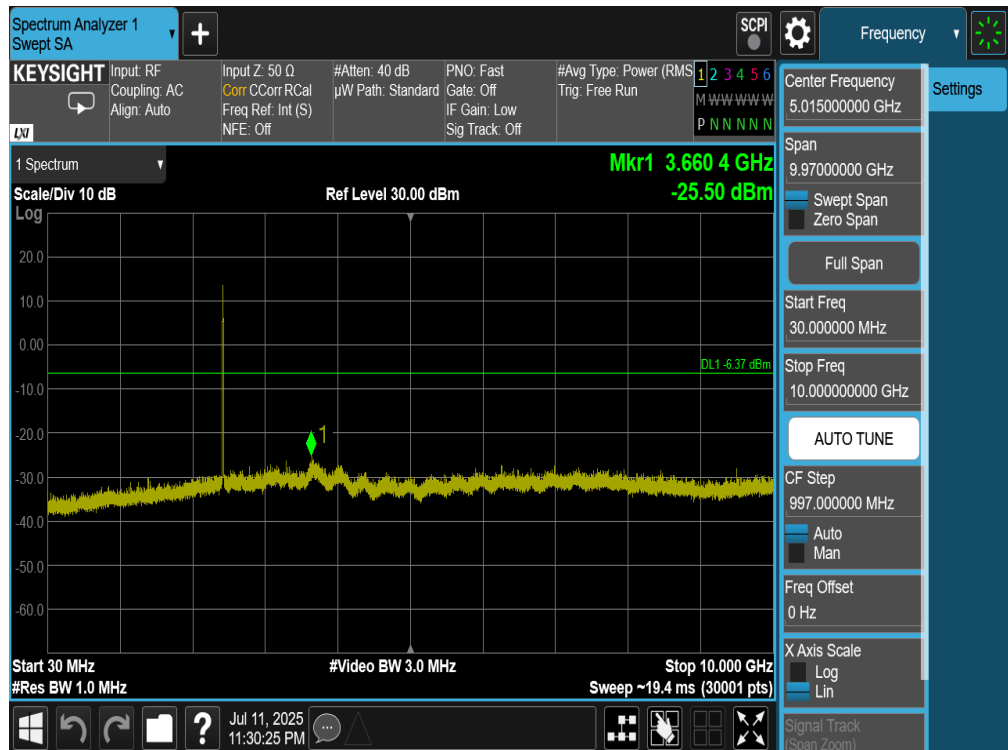 Spectrum Analyzer 1
Swept SA
+
SCPI
Frequency
KEYSIGHT
LXI
Input: RF
Coupling: AC
Align: Auto
Input Z: 50 Ω
Corr CCorr RCal
Freq Ref: Int (S)
NFE: Off
#Atten: 40 dB
µW Path: Standard
PNO: Fast
Gate: Off
IF Gain: Low
Sig Track: Off
#Avg Type: Power (RMS
Trig: Free Run
1 2 3 4 5 6
M W W W W W
P N N N N N
Settings
1 Spectrum
Mkr1 3.660 4 GHz
-25.50 dBm
Scale/Div 10 dB
Ref Level 30.00 dBm
Log
20.0
10.0
0.00
-10.0
-20.0
-30.0
-40.0
-50.0
-60.0
DL1 -6.37 dBm
1
Start 30 MHz
#Video BW 3.0 MHz
Stop 10.000 GHz
#Res BW 1.0 MHz
Sweep ~19.4 ms (30001 pts)
Center Frequency
5.015000000 GHz
Span
9.97000000 GHz
Swept Span
Zero Span
Full Span
Start Freq
30.000000 MHz
Stop Freq
10.000000000 GHz
AUTO TUNE
CF Step
997.000000 MHz
Auto
Man
Freq Offset
0 Hz
X Axis Scale
Log
Lin
Signal Track
(Span Zoom)
?
Jul 11, 2025
11:30:25 PM